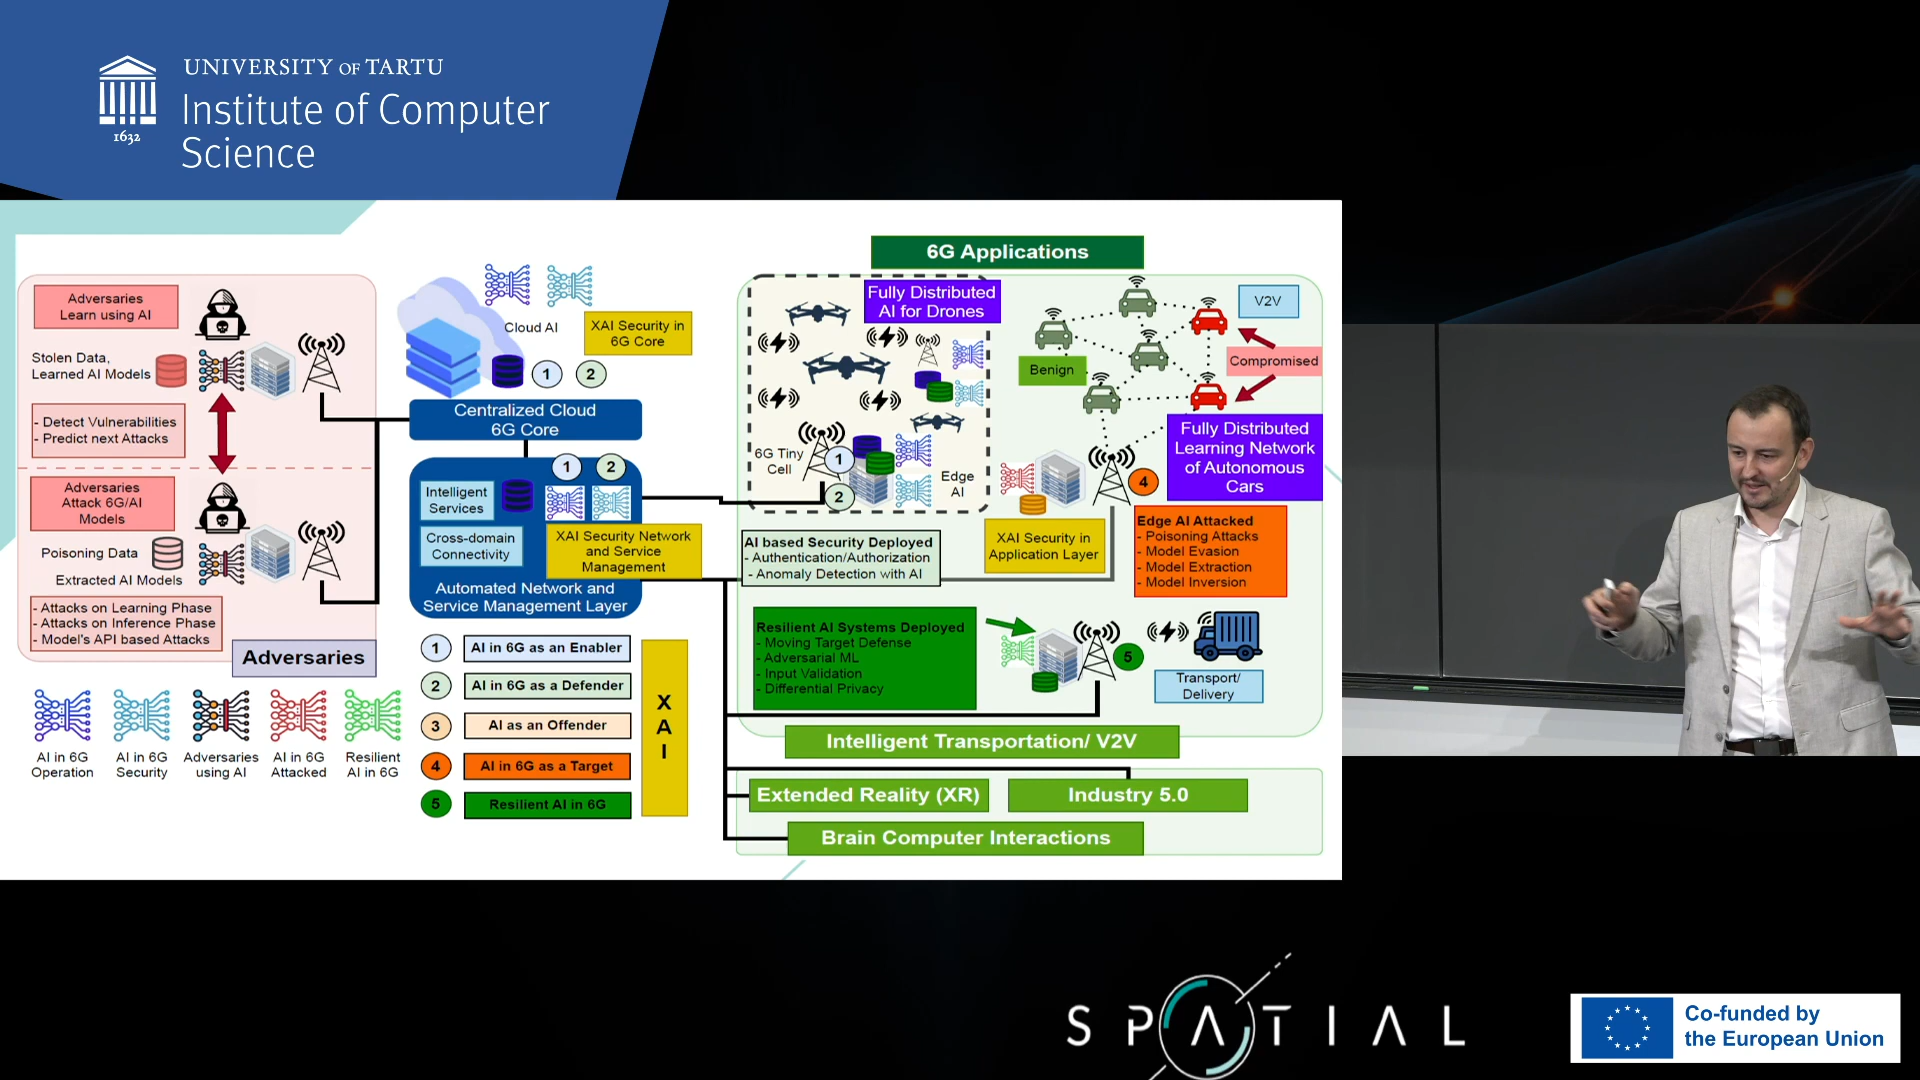 UNIVERSITY OF TARTU
Institute of Computer
Science
1632
6G Applications
Adversaries
Learn using AI
Stolen Data,
Learned AI Models
- Detect Vulnerabilities
- Predict next Attacks
Adversaries
Attack 6G/AI
Models
Poisoning Data
Extracted AI Models
- Attacks on Learning Phase
- Attacks on Inference Phase
- Model's API based Attacks
Adversaries
AI in 6G
Operation
AI in 6G
Security
Adversaries
using AI
AI in 6G
Attacked
Resilient
AI in 6G
Cloud AI
XAI Security in
6G Core
1
2
Centralized Cloud
6G Core
1
2
Intelligent
Services
Cross-domain
Connectivity
XAI Security Network
and Service
Management
Automated Network and
Service Management Layer
1
AI in 6G as an Enabler
2
AI in 6G as a Defender
3
AI as an Offender
4
AI in 6G as a Target
5
Resilient AI in 6G
X
A
I
Fully Distributed
AI for Drones
6G Tiny
Cell
1
2
Edge
AI
V2V
Benign
Compromised
Fully Distributed
Learning Network
of Autonomous
Cars
4
XAI Security in
Application Layer
Edge AI Attacked
- Poisoning Attacks
- Model Evasion
- Model Extraction
- Model Inversion
AI based Security Deployed
- Authentication/Authorization
- Anomaly Detection with AI
Resilient AI Systems Deployed
- Moving Target Defense
- Adversarial ML
- Input Validation
- Differential Privacy
5
Transport/
Delivery
Intelligent Transportation/ V2V
Extended Reality (XR)
Industry 5.0
Brain Computer Interactions
SPATIAL
Co-funded by
the European Union